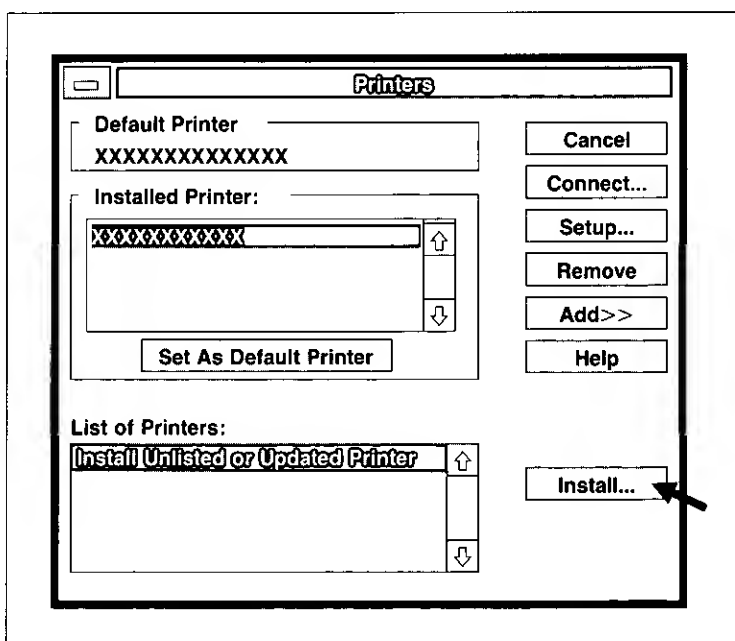 Printers
Default Printer
XXXXXXXXXXXXXX
Installed Printer:
XXXXXXXXXXX
Set As Default Printer
List of Printers:
Install Unlisted or Updated Printer
Cancel
Connect...
Setup...
Remove
Add>>
Help
Install...